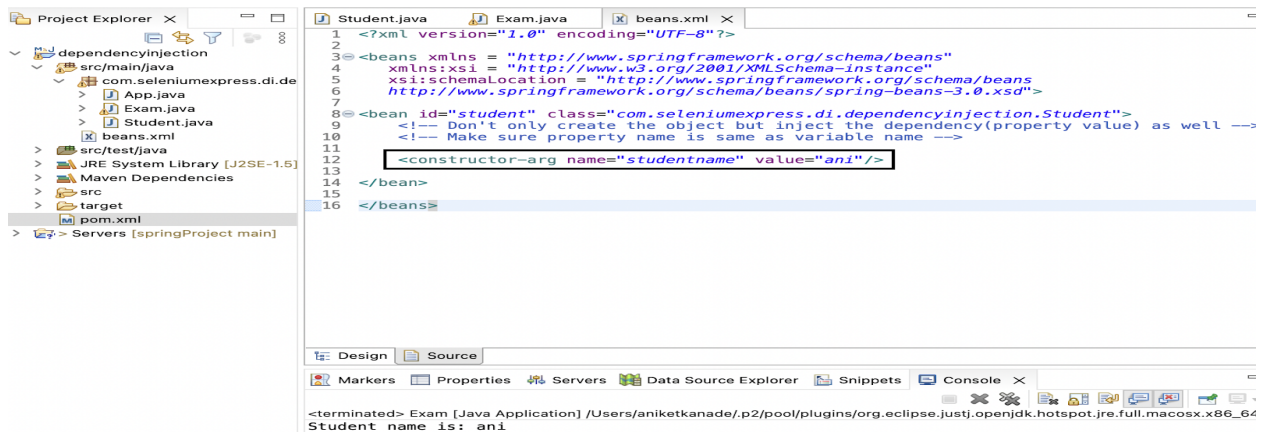 Project Explorer
dependencyinjection
src/main/java
com.seleniumexpress.di.de
App.java
Exam.java
Student.java
beans.xml
src/test/java
JRE System Library [J2SE-1.5]
Maven Dependencies
src
target
pom.xml
> Servers [springProject main]
Student.java Exam.java beans.xml
1 <?xml version="1.0" encoding="UTF-8"?>
2
3 <beans xmlns = "http://www.springframework.org/schema/beans"
4 xmlns:xsi = "http://www.w3.org/2001/XMLSchema-instance"
5 xsi:schemaLocation = "http://www.springframework.org/schema/beans
6 http://www.springframework.org/schema/beans/spring-beans-3.0.xsd">
7
8 <bean id="student" class="com.seleniumexpress.di.dependencyinjection.Student">
9 <!-- Don't only create the object but inject the dependency(property value) as well -->
10 <!-- Make sure property name is same as varibale name -->
11
12 <constructor-arg name="studentname" value="ani"/>
13
14 </bean>
15
16 </beans>
Design Source
Markers Properties Servers Data Source Explorer Snippets Console
<terminated> Exam [Java Application] /Users/aniketkanade/.p2/pool/plugins/org.eclipse.justj.openjdk.hotspot.jre.full.macosx.x86_64
Student name is: ani